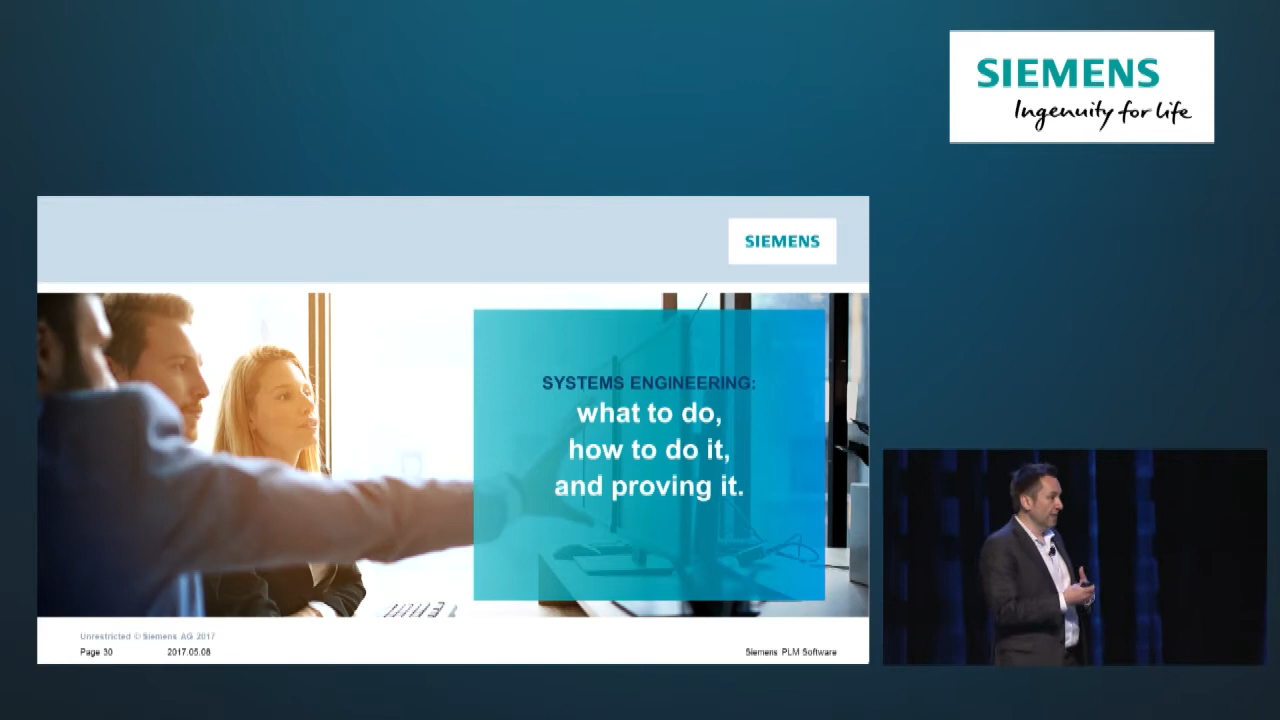 SIEMENS
Ingenuity for life
SIEMENS
SYSTEMS ENGINEERING:
what to do,
how to do it,
and proving it.
Unrestricted © Siemens AG 2017
Page 30 2017.05.08 Siemens PLM Software